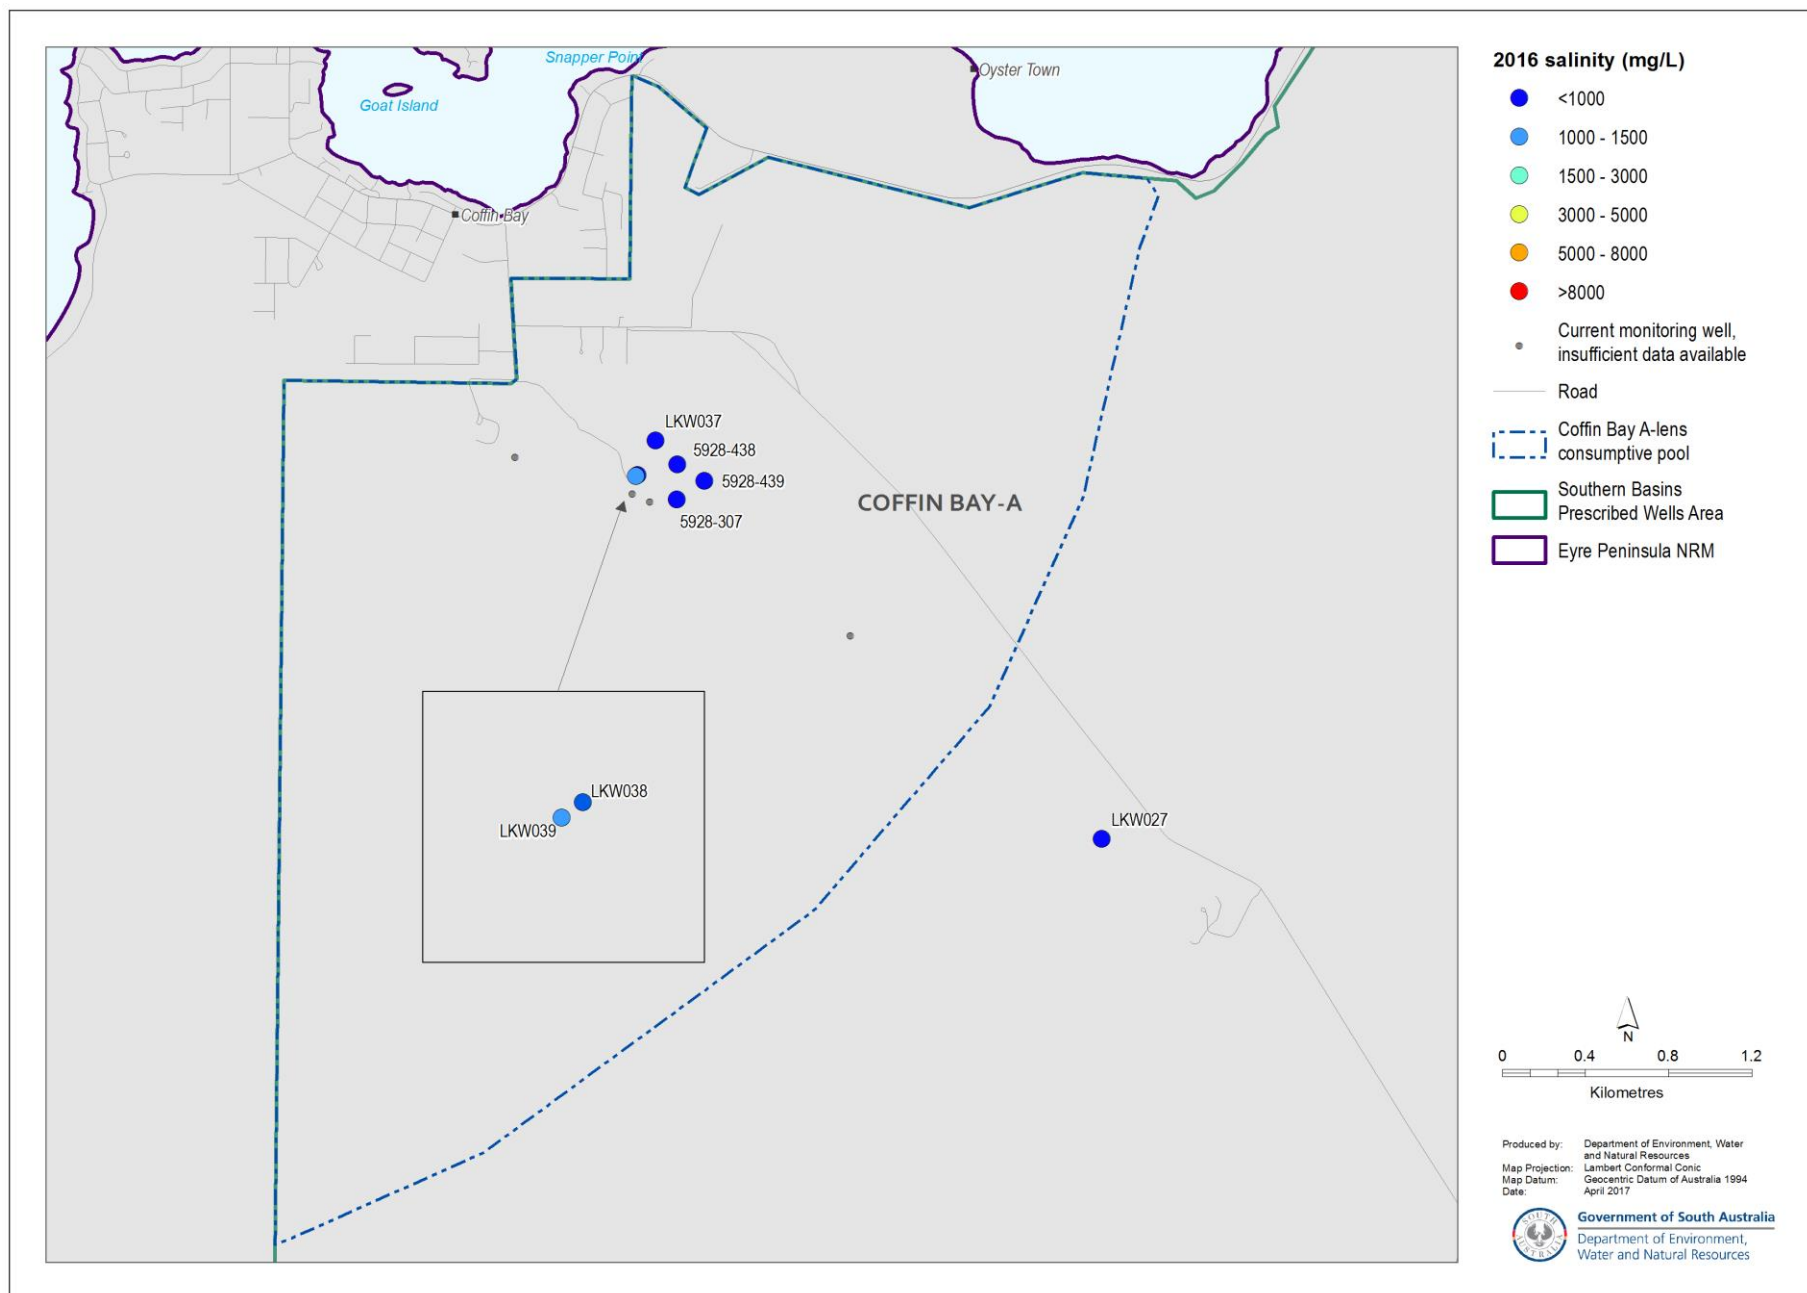 Snapper Point
Goat Island
Oyster Town
Coffin Bay
LKW037
5928-438
5928-439
5928-307
COFFIN BAY-A
LKW038
LKW039
LKW027
2016 salinity (mg/L)
<1000
1000 - 1500
1500 - 3000
3000 - 5000
5000 - 8000
>8000
Current monitoring well,
insufficient data available
Road
Coffin Bay A-lens
consumptive pool
Southern Basins
Prescribed Wells Area
Eyre Peninsula NRM
N
0 0.4 0.8 1.2
Kilometres
Produced by: Department of Environment, Water
and Natural Resources
Map Projection: Lambert Conformal Conic
Map Datum: Geocentric Datum of Australia 1994
Date: April 2017
SOUTH
AUSTRALIA
Government of South Australia
Department of Environment,
Water and Natural Resources